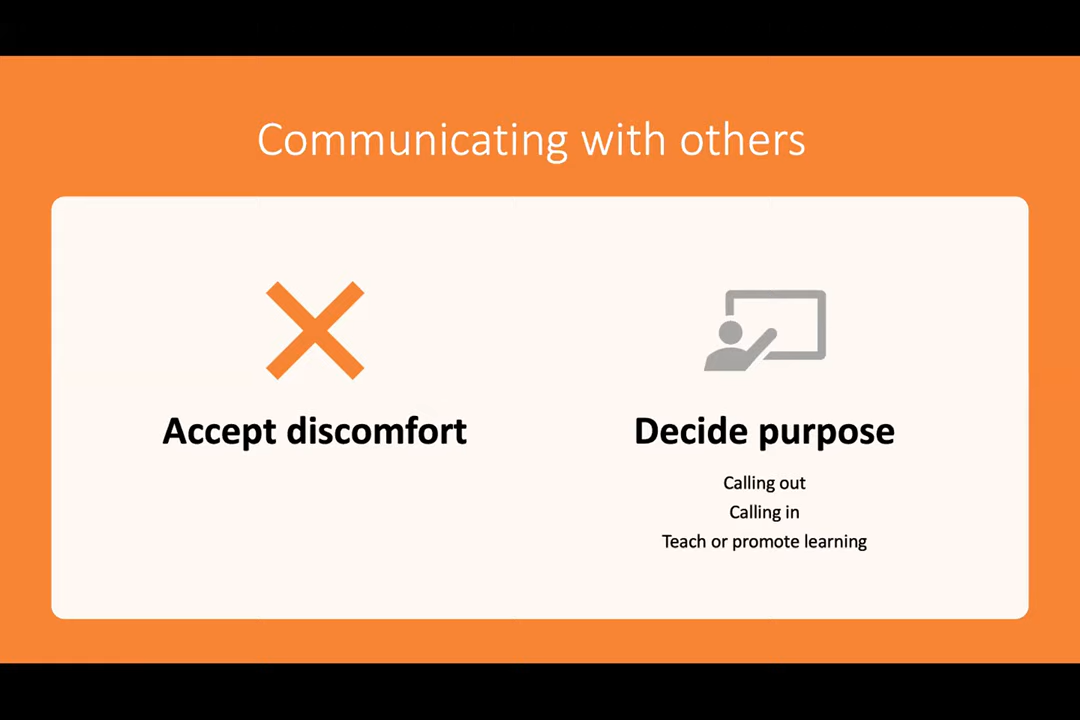 Communicating with others
Accept discomfort
Decide purpose
Calling out
Calling in
Teach or promote learning